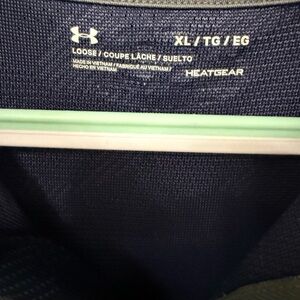 XL / TG / EG
LOOSE / COUPE LÂCHE / SUELTO
MADE IN VIETNAM / FABRIQUÉ AU VIETNAM /
HECHO EN VIETNAM
HEATGEAR